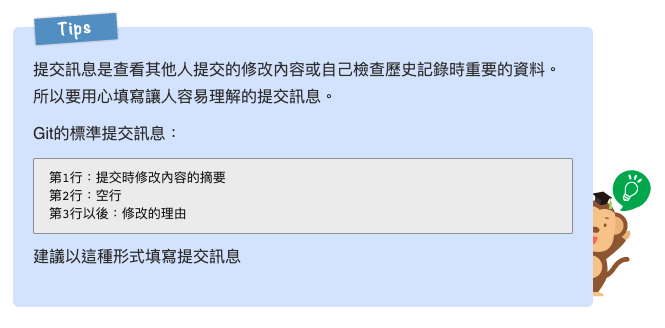 Tips
提交訊息是查看其他人提交的修改內容或自己檢查歷史記錄時重要的資料。
所以要用心填寫讓人容易理解的提交訊息。
Git的標準提交訊息：
第1行：提交時修改內容的摘要
第2行：空行
第3行以後：修改的理由
建議以這種形式填寫提交訊息